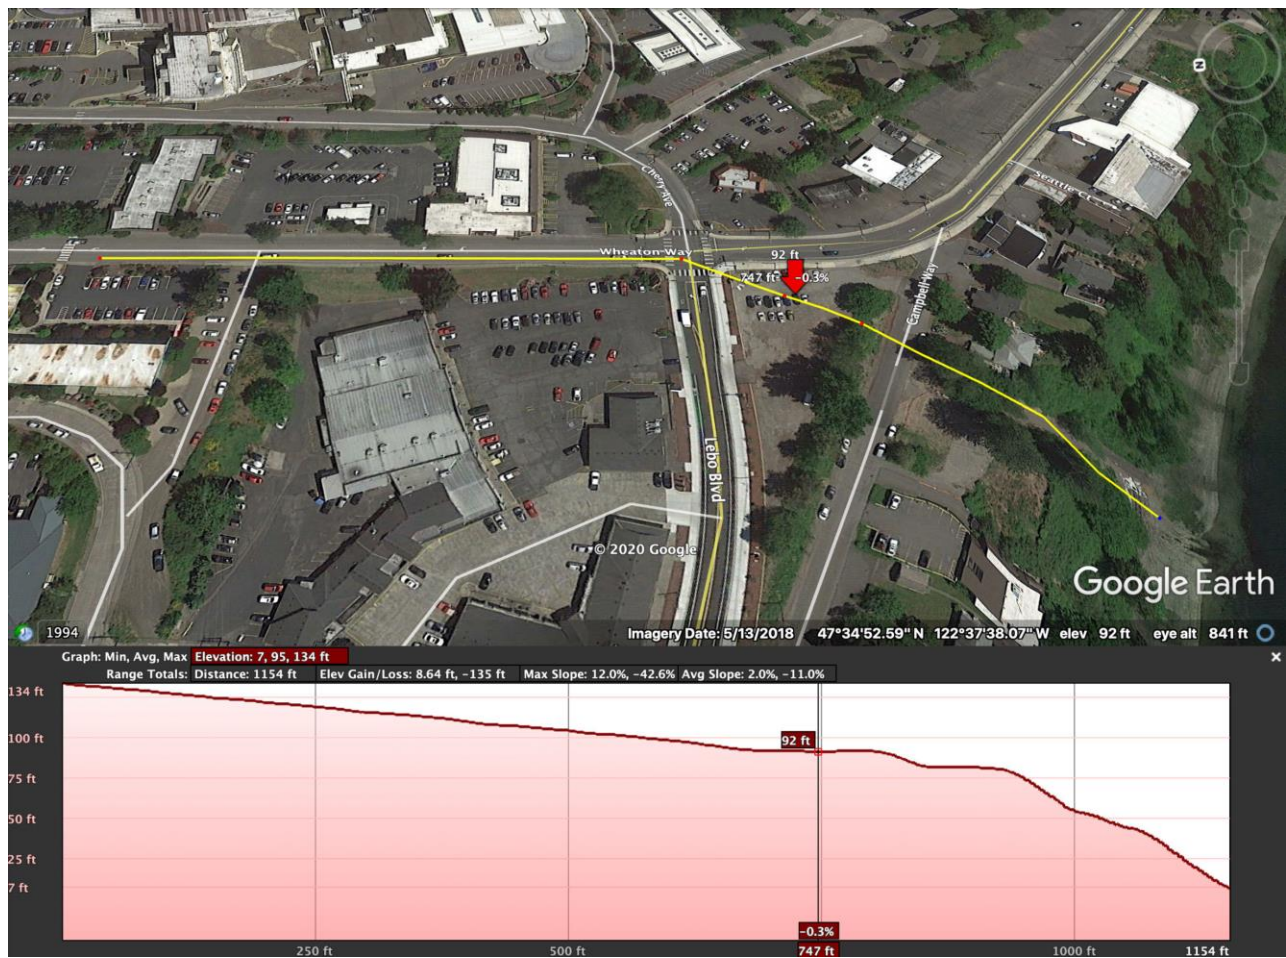 N
Cherry Ave
Seattle
Wheaton Way
92 ft
747 ft
-0.3%
Campbell Way
Lebo Blvd
© 2020 Google
Google Earth
1994
Imagery Date: 5/13/2018 47°34'52.59" N 122°37'38.07" W elev 92 ft eye alt 841 ft
Graph: Min, Avg, Max Elevation: 7, 95, 134 ft
Range Totals: Distance: 1154 ft Elev Gain/Loss: 8.64 ft, -135 ft Max Slope: 12.0%, -42.6% Avg Slope: 2.0%, -11.0%
134 ft
100 ft
92 ft
75 ft
50 ft
25 ft
7 ft
-0.3%
250 ft 500 ft 747 ft 1000 ft 1154 ft